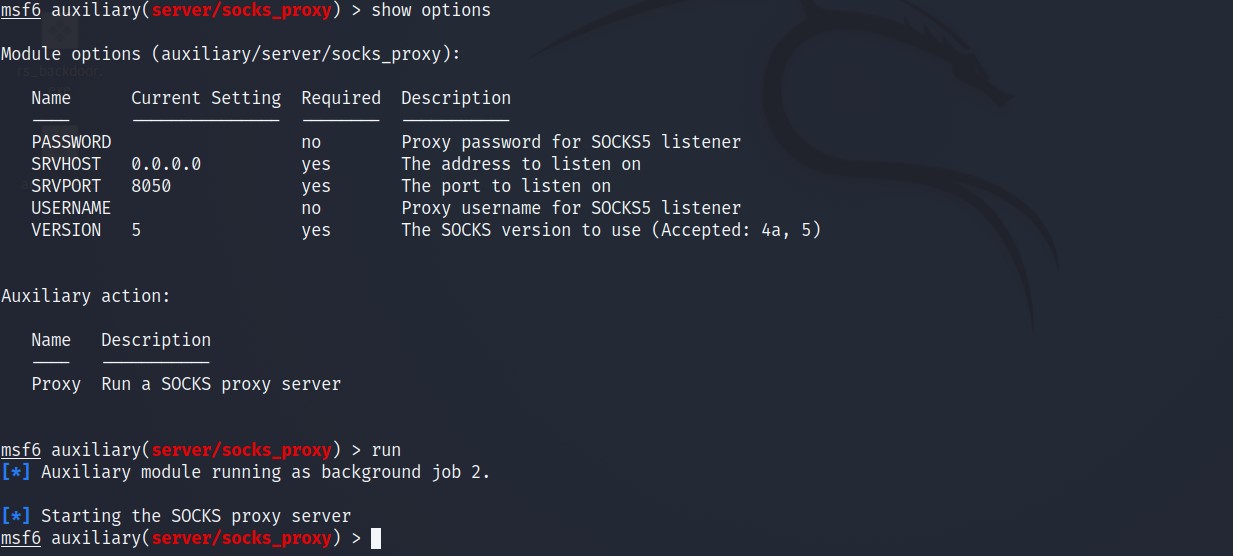 msf6 auxiliary(server/socks_proxy) > show options
Module options (auxiliary/server/socks_proxy):
Name Current Setting Required Description
PASSWORD no Proxy password for SOCKS5 listener
SRVHOST 0.0.0.0 yes The address to listen on
SRVPORT 8050 yes The port to listen on
USERNAME no Proxy username for SOCKS5 listener
VERSION 5 yes The SOCKS version to use (Accepted: 4a, 5)
Auxiliary action:
Name Description
Proxy Run a SOCKS proxy server
msf6 auxiliary(server/socks_proxy) > run
[*] Auxiliary module running as background job 2.
[*] Starting the SOCKS proxy server
msf6 auxiliary(server/socks_proxy) >